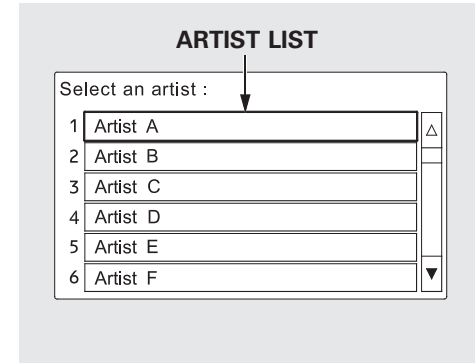 ARTIST LIST
Select an artist :
1 Artist A
2 Artist B
3 Artist C
4 Artist D
5 Artist E
6 Artist F